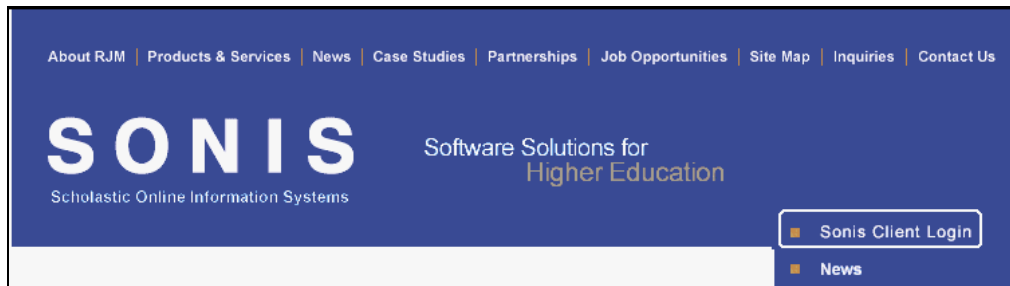 About RJM | Products & Services | News | Case Studies | Partnerships | Job Opportunities | Site Map | Inquiries | Contact Us
SONIS
Scholastic Online Information Systems
Software Solutions for
Higher Education
Sonis Client Login
News